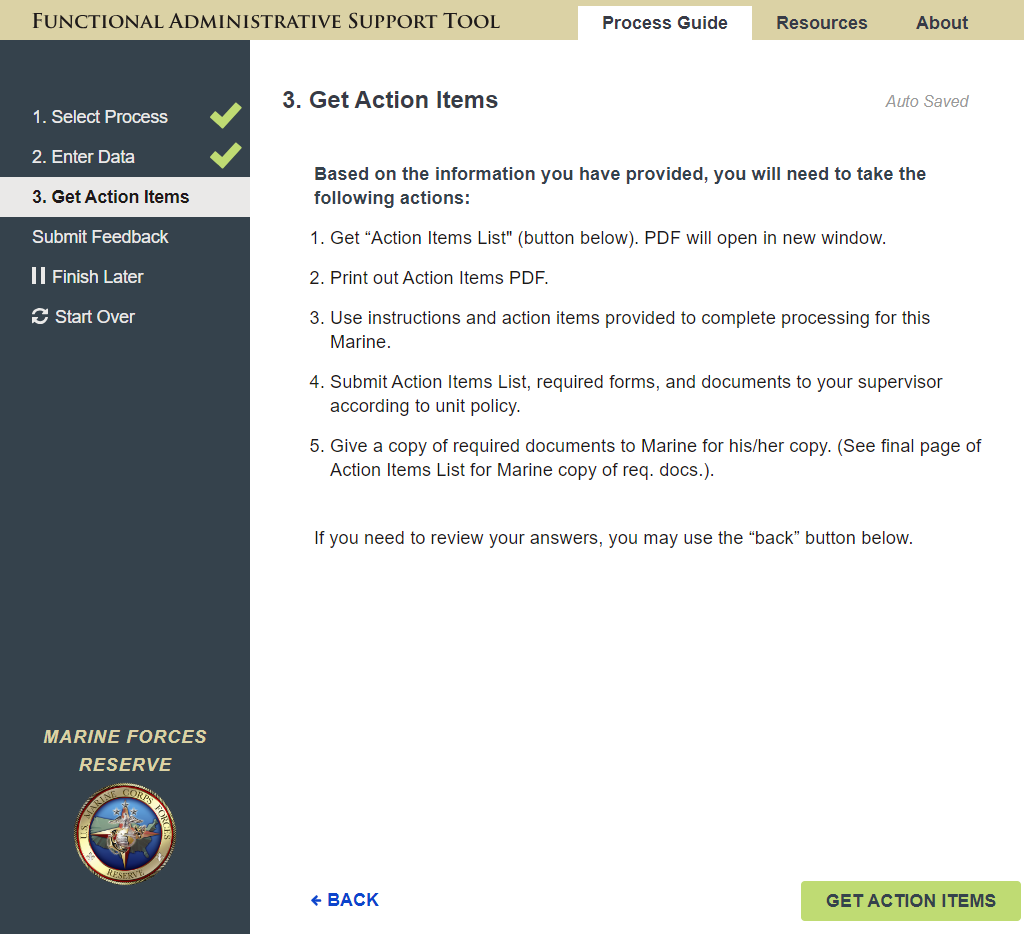 FUNCTIONAL ADMINISTRATIVE SUPPORT TOOL
Process Guide
Resources
About
1. Select Process
2. Enter Data
3. Get Action Items
Submit Feedback
Finish Later
Start Over
MARINE FORCES
RESERVE
U.S. MARINE CORPS FORCES
RESERVE
3. Get Action Items
Auto Saved
Based on the information you have provided, you will need to take the
following actions:
1. Get “Action Items List" (button below). PDF will open in new window.
2. Print out Action Items PDF.
3. Use instructions and action items provided to complete processing for this
Marine.
4. Submit Action Items List, required forms, and documents to your supervisor
according to unit policy.
5. Give a copy of required documents to Marine for his/her copy. (See final page of
Action Items List for Marine copy of req. docs.).
If you need to review your answers, you may use the “back” button below.
BACK
GET ACTION ITEMS